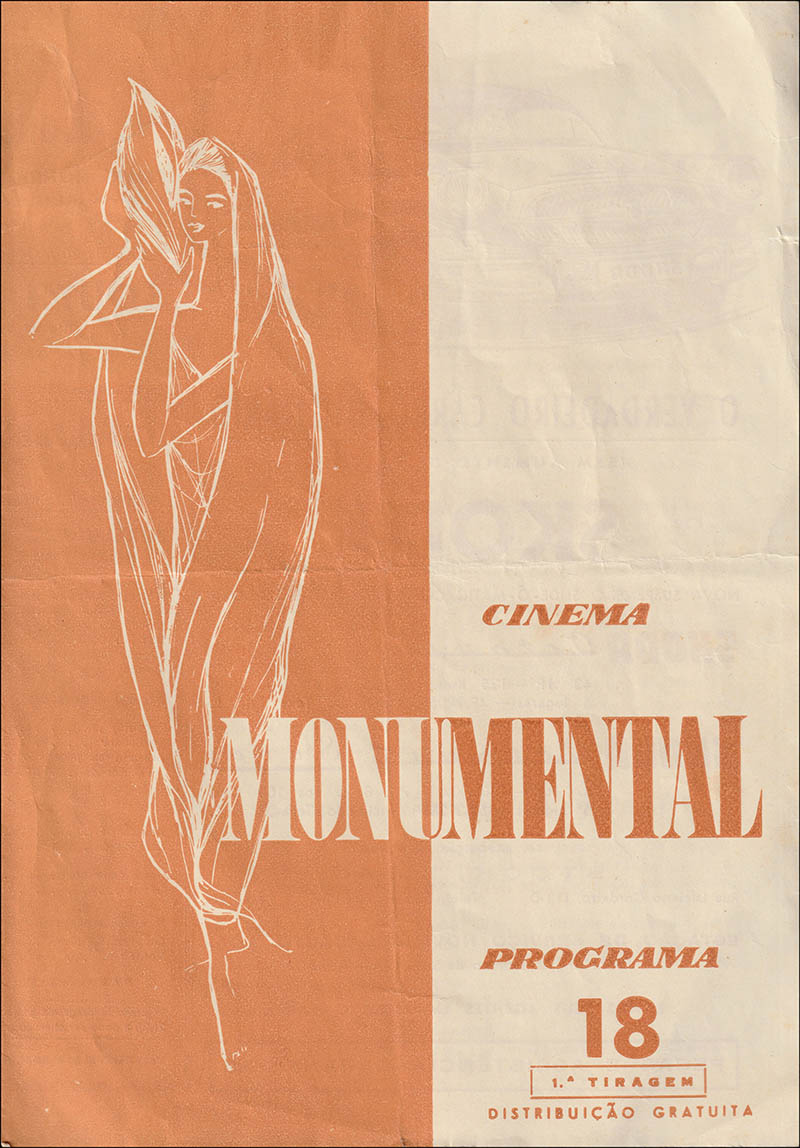 CINEMA
MONUMENTAL
PROGRAMA
18
1.ª TIRAGEM
DISTRIBUIÇÃO GRATUITA